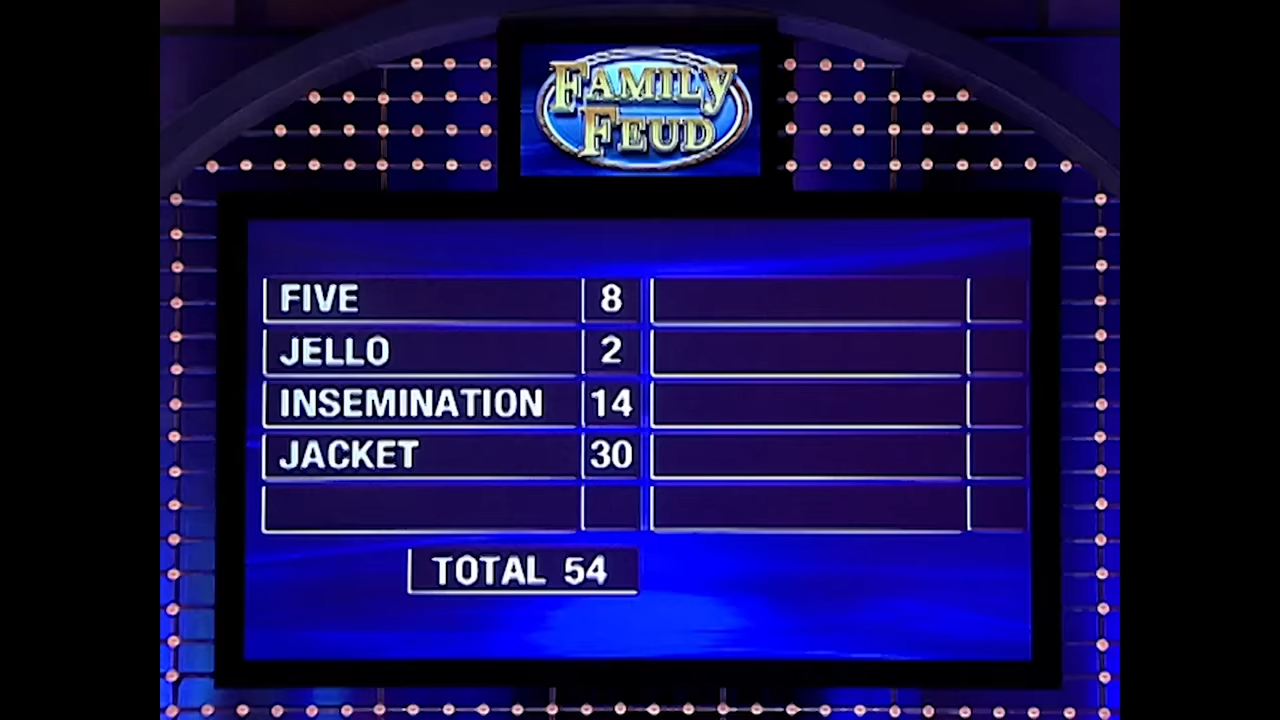 FAMILY
FEUD
FIVE 8
JELLO 2
INSEMINATION 14
JACKET 30
TOTAL 54